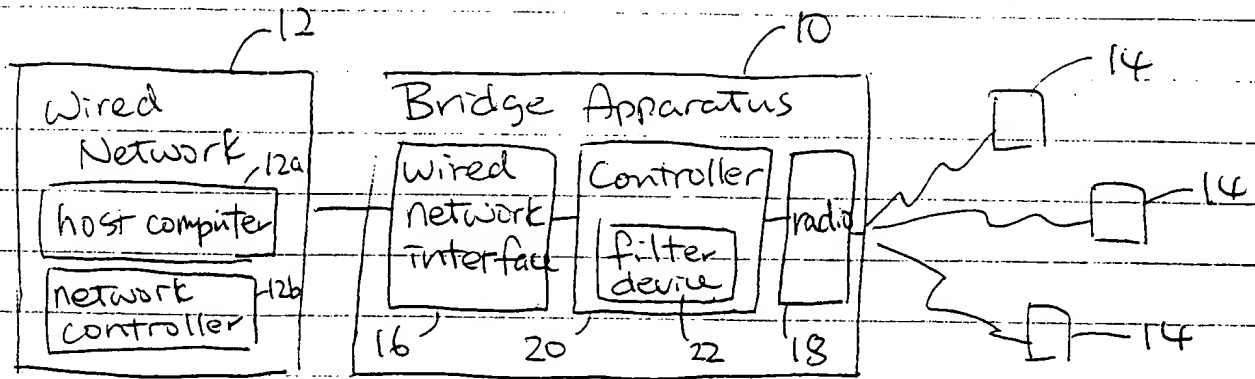 12
10
14
Wired
Network
12a
host computer
network
controller
12b
Bridge Apparatus
wired
network
interface
16
Controller
filter
device
20
22
radio
18
14
14